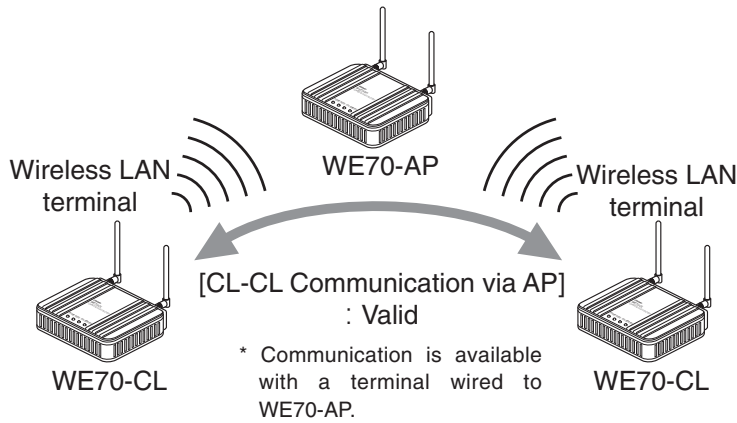 WE70-AP
Wireless LAN
terminal
Wireless LAN
terminal
[CL-CL Communication via AP]
: Valid
* Communication is available
with a terminal wired to
WE70-AP.
WE70-CL
WE70-CL